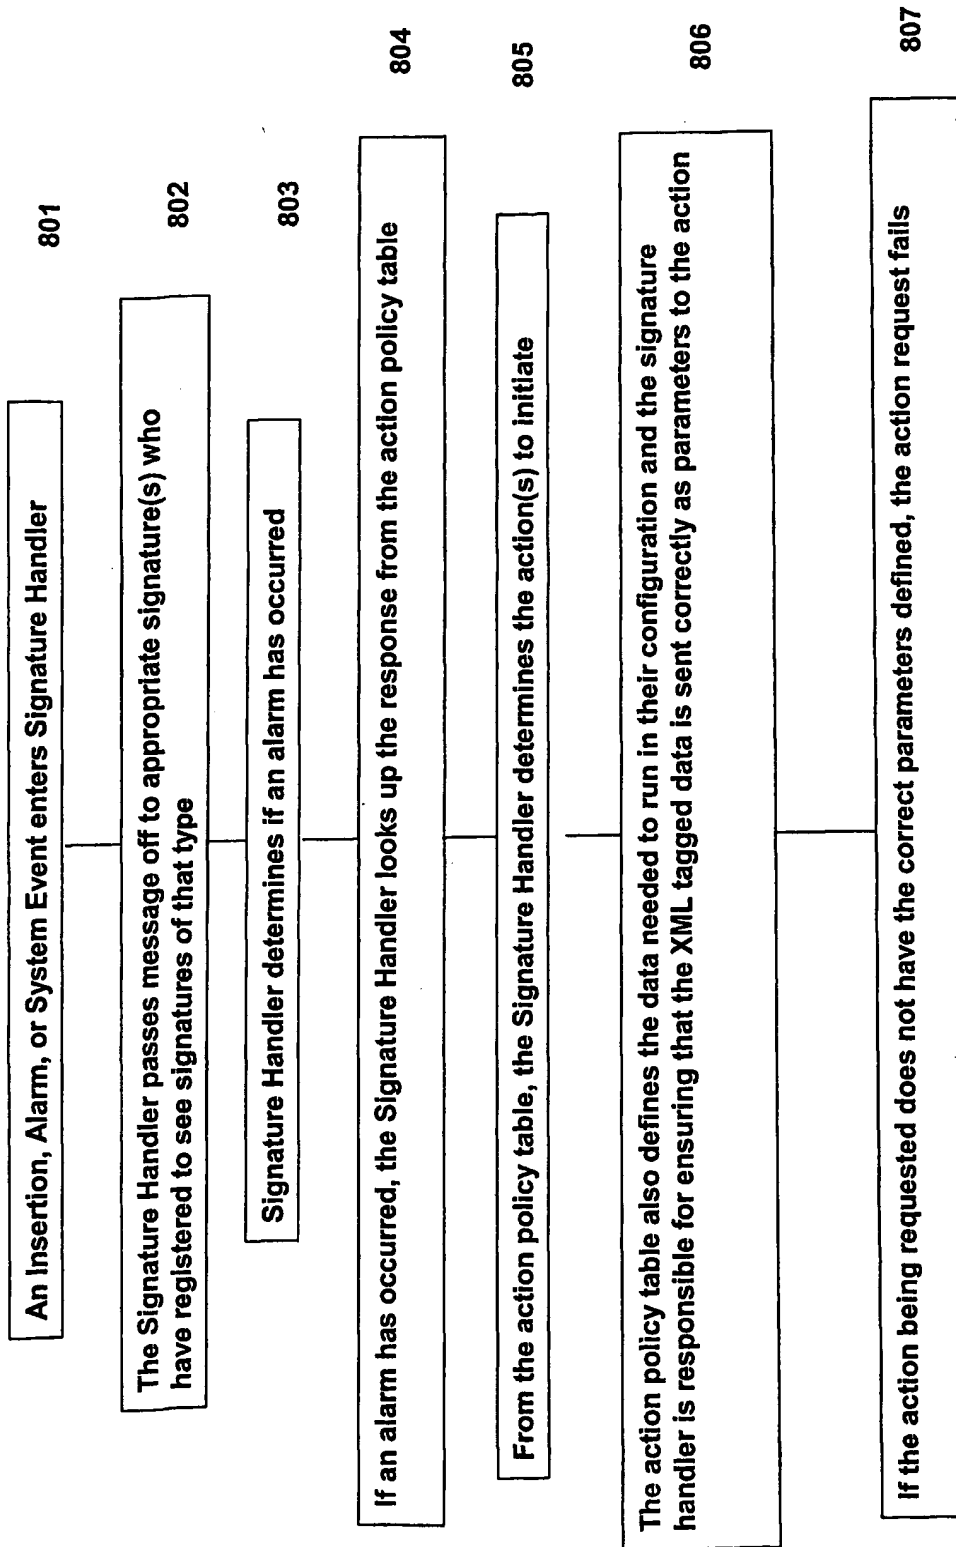 An Insertion, Alarm, or System Event enters Signature Handler
801
The Signature Handler passes message off to appropriate signature(s) who
have registered to see signatures of that type
802
Signature Handler determines if an alarm has occurred
803
If an alarm has occurred, the Signature Handler looks up the response from the action policy table
804
From the action policy table, the Signature Handler determines the action(s) to initiate
805
The action policy table also defines the data needed to run in their configuration and the signature
handler is responsible for ensuring that the XML tagged data is sent correctly as parameters to the action
806
If the action being requested does not have the correct parameters defined, the action request fails
807